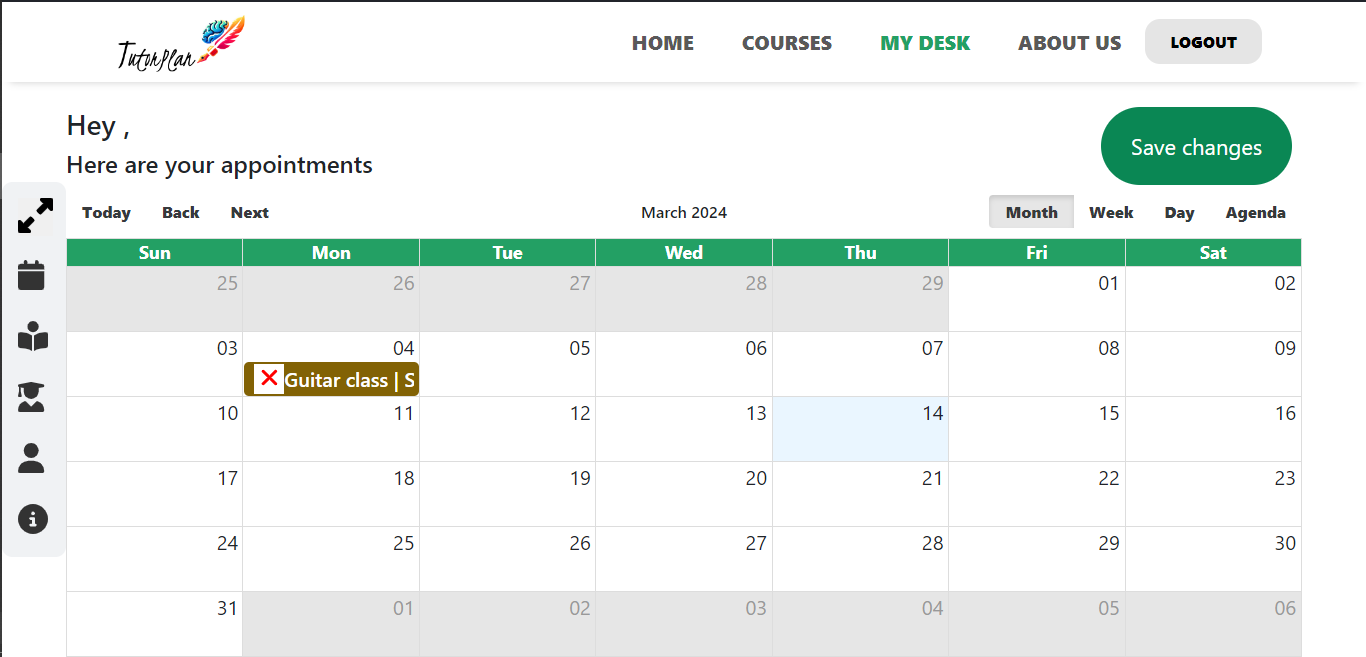 TutorPlan
HOME COURSES MY DESK ABOUT US LOGOUT
Hey ,
Save changes
Here are your appointments
Today Back Next March 2024 Month Week Day Agenda
Sun Mon Tue Wed Thu Fri Sat
25 26 27 28 29 01 02
03 04 05 06 07 08 09
Guitar class | S
10 11 12 13 14 15 16
17 18 19 20 21 22 23
24 25 26 27 28 29 30
31 01 02 03 04 05 06